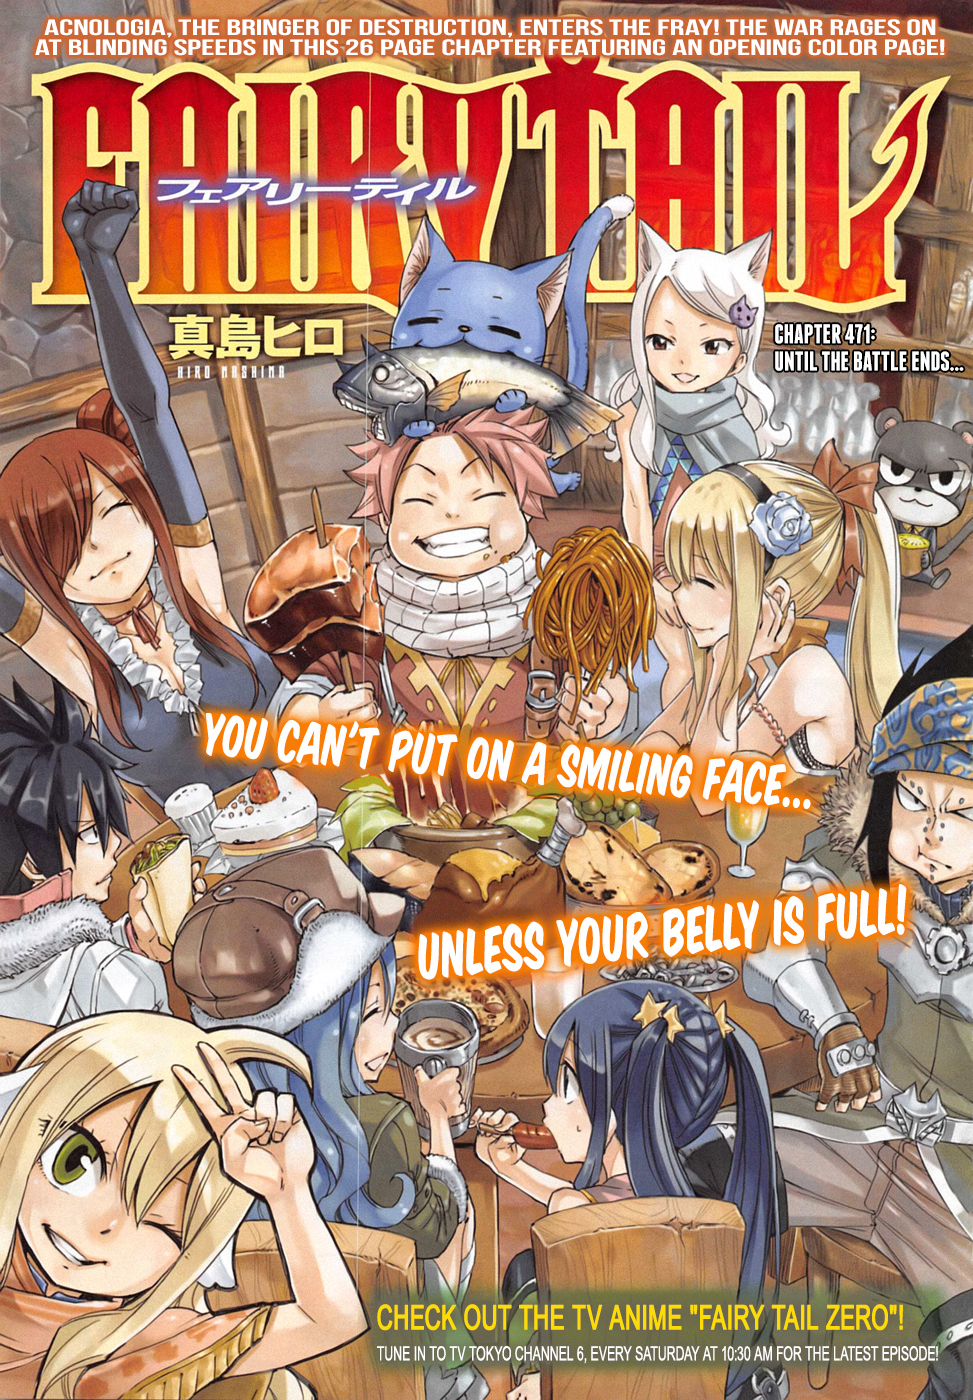 ACNOLOGIA, THE BRINGER OF DESTRUCTION, ENTERS THE FRAY! THE WAR RAGES ON
AT BLINDING SPEEDS IN THIS 26 PAGE CHAPTER FEATURING AN OPENING COLOR PAGE!
FAIRY TAIL
フェアリーテイル
真島ヒロ
HIRO MASHIMA
CHAPTER 471:
UNTIL THE BATTLE ENDS...
YOU CAN'T PUT ON A SMILING FACE...
UNLESS YOUR BELLY IS FULL!
CHECK OUT THE TV ANIME "FAIRY TAIL ZERO"!
TUNE IN TO TV TOKYO CHANNEL 6, EVERY SATURDAY AT 10:30 AM FOR THE LATEST EPISODE!